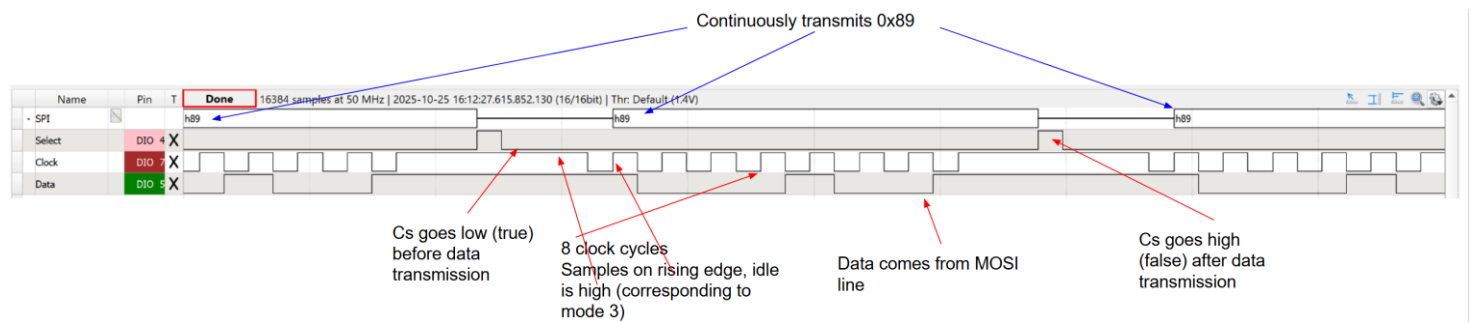 Continuously transmits 0x89
Name Pin T Done 16384 samples at 50 MHz | 2025-10-25 16:12:27.615.852.130 (16/16bit) | Thr: Default (1.4V)
- SPI h89 h89 h89
Select DIO 4 X
Clock DIO 7 X
Data DIO 5 X
Cs goes low (true)
before data
transmission
8 clock cycles
Samples on rising edge, idle
is high (corresponding to
mode 3)
Data comes from MOSI
line
Cs goes high
(false) after data
transmission